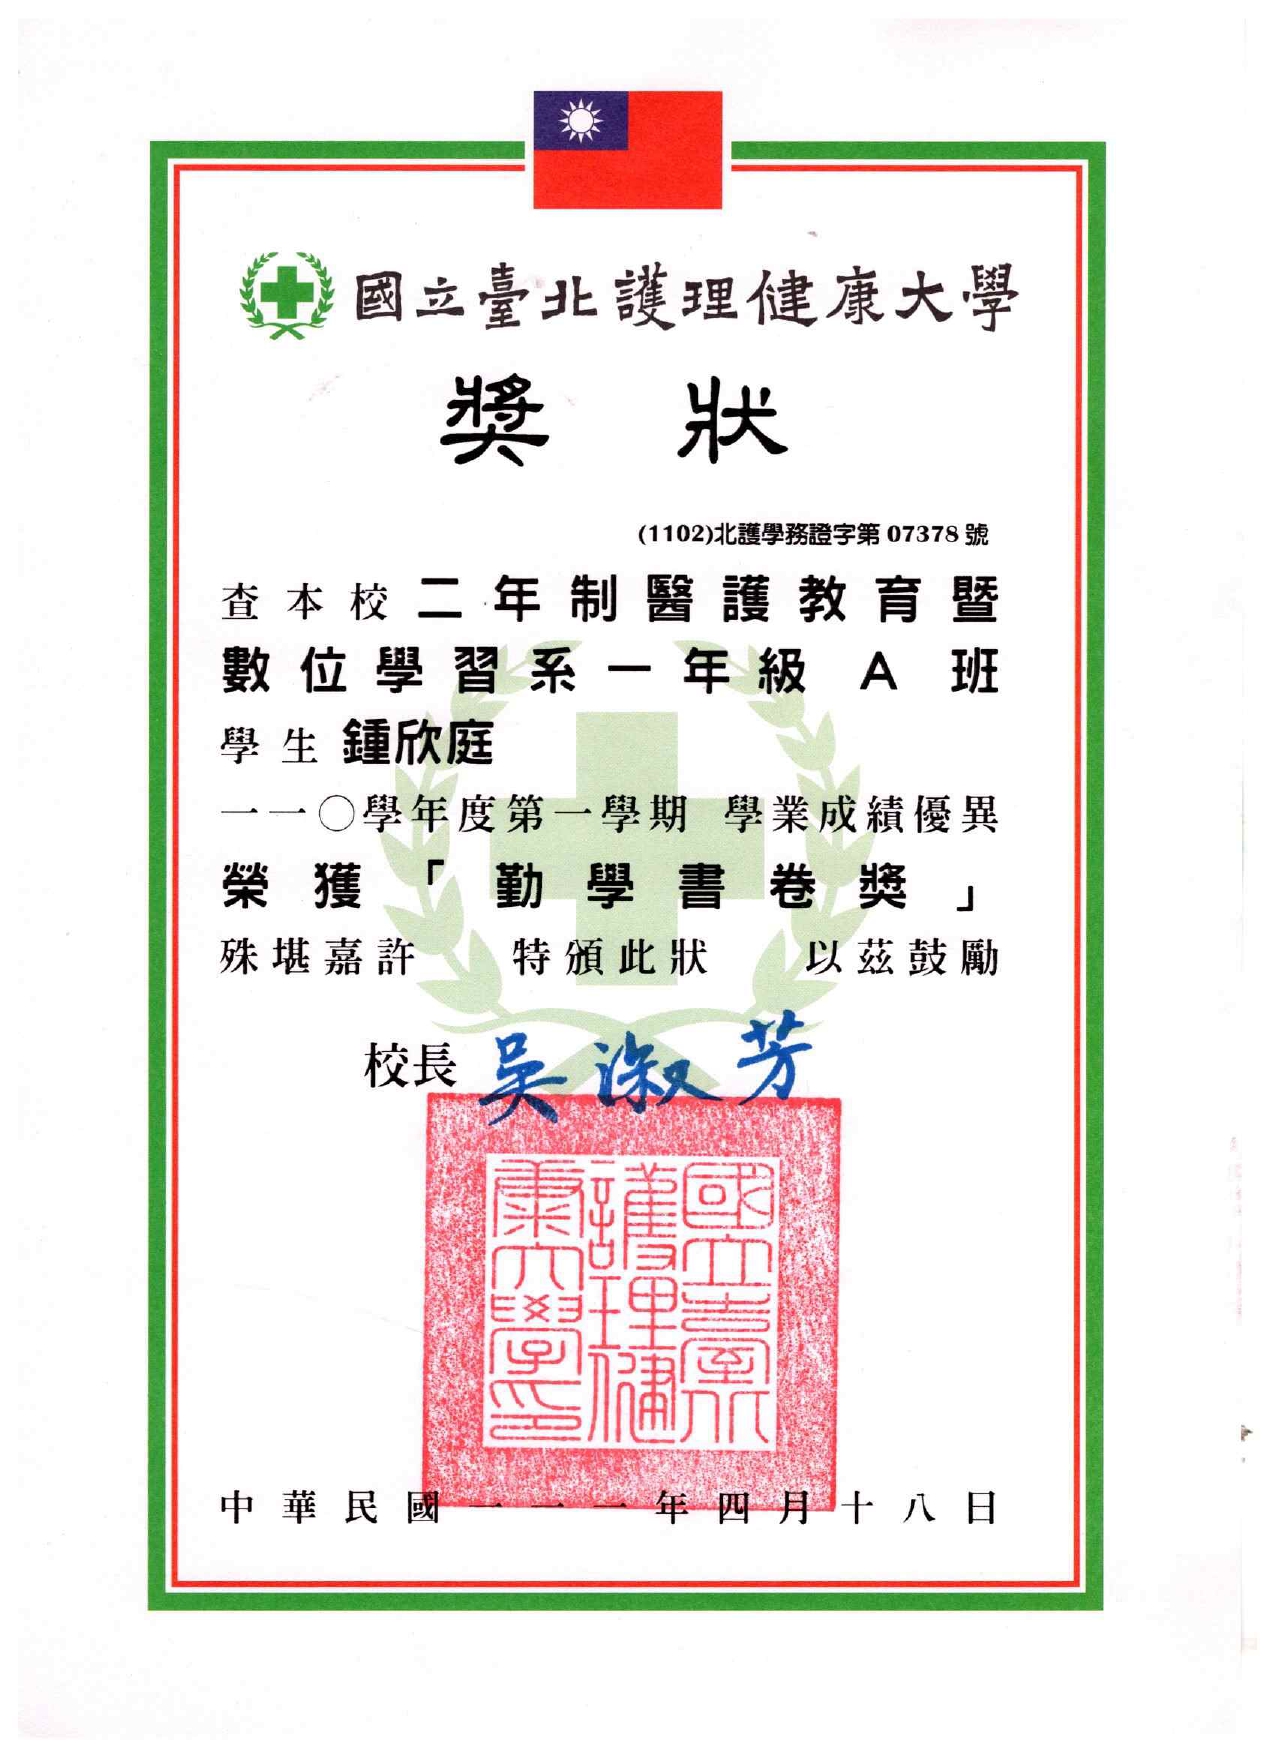 國立臺北護理健康大學
獎狀
(1102)北護學務證字第 07378 號
查本校 二年制醫護教育暨
數位學習系一年級 A 班
學生 鍾欣庭
一一〇學年度第一學期 學業成績優異
榮獲「勤學書卷獎」
殊堪嘉許 特頒此狀 以茲鼓勵
校長 吳淑芳
國立臺北
護理健
康大學印
中華民國一一一年四月十八日